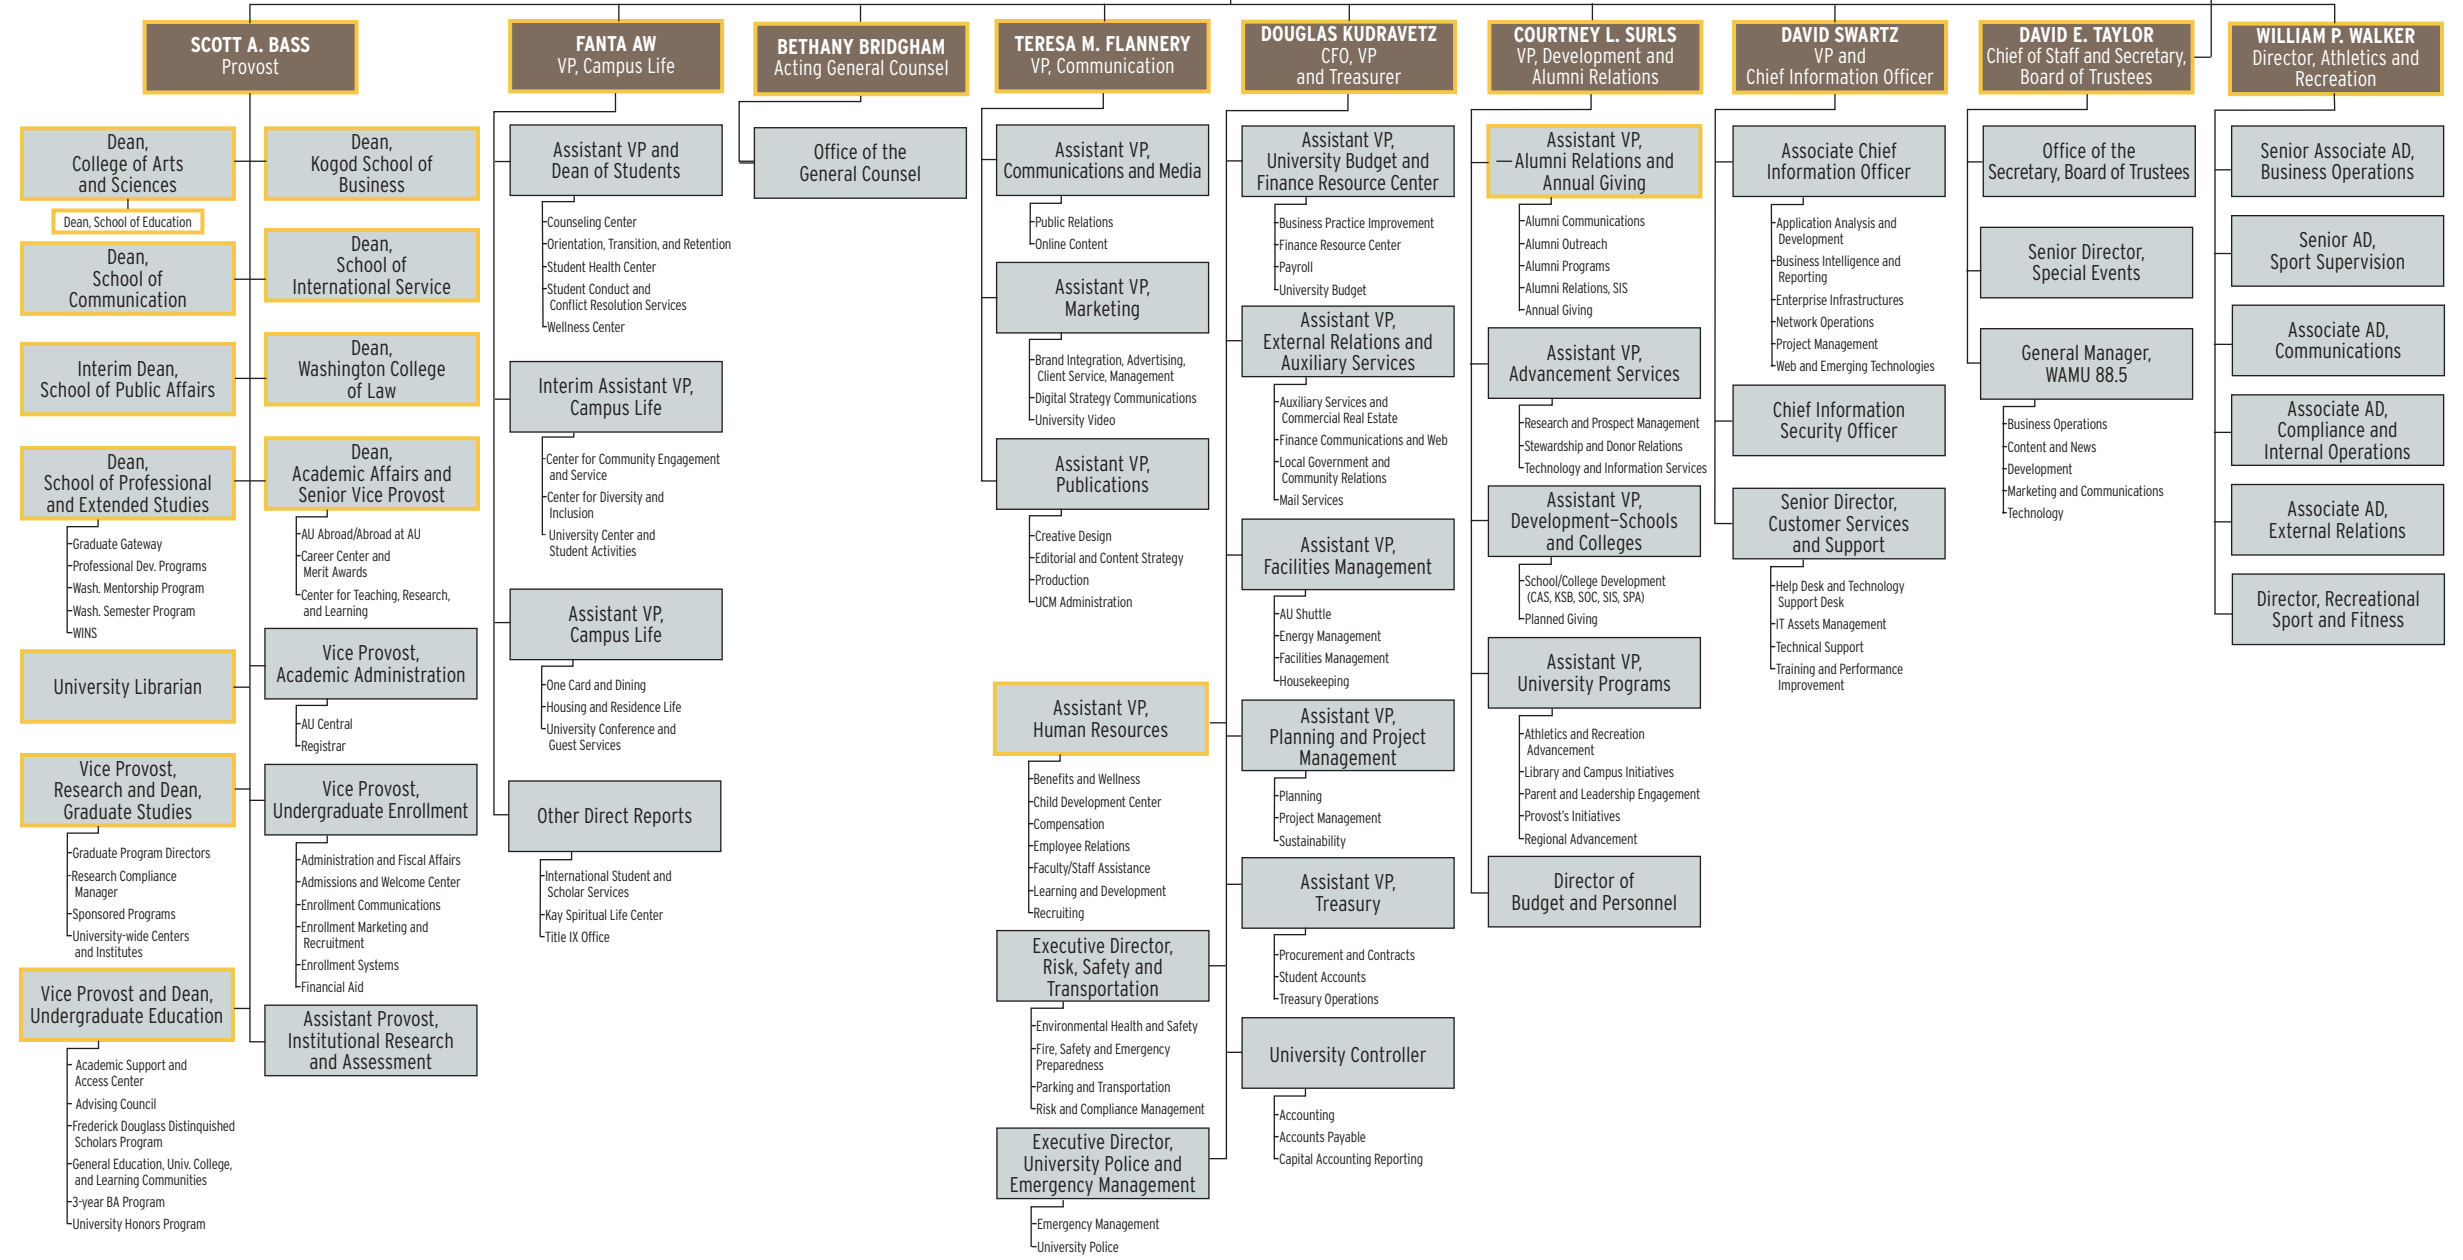 SCOTT A. BASS
Provost
Dean,
College of Arts
and Sciences
Dean, School of Education
Dean,
Kogod School of
Business
Dean,
School of
Communication
Dean,
School of
International Service
Interim Dean,
School of Public Affairs
Dean,
Washington College
of Law
Dean,
School of Professional
and Extended Studies
Graduate Gateway
Professional Dev. Programs
Wash. Mentorship Program
Wash. Semester Program
WINS
Dean,
Academic Affairs and
Senior Vice Provost
AU Abroad/Abroad at AU
Career Center and
Merit Awards
Center for Teaching, Research,
and Learning
University Librarian
Vice Provost,
Academic Administration
AU Central
Registrar
Vice Provost,
Research and Dean,
Graduate Studies
Graduate Program Directors
Research Compliance
Manager
Sponsored Programs
University-wide Centers
and Institutes
Vice Provost,
Undergraduate Enrollment
Administration and Fiscal Affairs
Admissions and Welcome Center
Enrollment Communications
Enrollment Marketing and
Recruitment
Enrollment Systems
Financial Aid
Vice Provost and Dean,
Undergraduate Education
Academic Support and
Access Center
Advising Council
Frederick Douglass Distinguished
Scholars Program
General Education, Univ. College,
and Learning Communities
3-year BA Program
University Honors Program
Assistant Provost,
Institutional Research
and Assessment
FANTA AW
VP, Campus Life
Assistant VP and
Dean of Students
Counseling Center
Orientation, Transition, and Retention
Student Health Center
Student Conduct and
Conflict Resolution Services
Wellness Center
Interim Assistant VP,
Campus Life
Center for Community Engagement
and Service
Center for Diversity and
Inclusion
University Center and
Student Activities
Assistant VP,
Campus Life
One Card and Dining
Housing and Residence Life
University Conference and
Guest Services
Other Direct Reports
International Student and
Scholar Services
Kay Spiritual Life Center
Title IX Office
BETHANY BRIDGHAM
Acting General Counsel
Office of the
General Counsel
TERESA M. FLANNERY
VP, Communication
Assistant VP,
Communications and Media
Public Relations
Online Content
Assistant VP,
Marketing
Brand Integration, Advertising,
Client Service, Management
Digital Strategy Communications
University Video
Assistant VP,
Publications
Creative Design
Editorial and Content Strategy
Production
UCM Administration
DOUGLAS KUDRAVETZ
CFO, VP
and Treasurer
Assistant VP,
University Budget and
Finance Resource Center
Business Practice Improvement
Finance Resource Center
Payroll
University Budget
Assistant VP,
External Relations and
Auxiliary Services
Auxiliary Services and
Commercial Real Estate
Finance Communications and Web
Local Government and
Community Relations
Mail Services
Assistant VP,
Facilities Management
AU Shuttle
Energy Management
Facilities Management
Housekeeping
Assistant VP,
Human Resources
Benefits and Wellness
Child Development Center
Compensation
Employee Relations
Faculty/Staff Assistance
Learning and Development
Recruiting
Assistant VP,
Planning and Project
Management
Planning
Project Management
Sustainability
Assistant VP,
Treasury
Procurement and Contracts
Student Accounts
Treasury Operations
Executive Director,
Risk, Safety and
Transportation
Environmental Health and Safety
Fire, Safety and Emergency
Preparedness
Parking and Transportation
Risk and Compliance Management
University Controller
Accounting
Accounts Payable
Capital Accounting Reporting
Executive Director,
University Police and
Emergency Management
Emergency Management
University Police
COURTNEY L. SURLS
VP, Development and
Alumni Relations
Assistant VP,
—Alumni Relations and
Annual Giving
Alumni Communications
Alumni Outreach
Alumni Programs
Alumni Relations, SIS
Annual Giving
Assistant VP,
Advancement Services
Research and Prospect Management
Stewardship and Donor Relations
Technology and Information Services
Assistant VP,
Development–Schools
and Colleges
School/College Development
(CAS, KSB, SOC, SIS, SPA)
Planned Giving
Assistant VP,
University Programs
Athletics and Recreation
Advancement
Library and Campus Initiatives
Parent and Leadership Engagement
Provost's Initiatives
Regional Advancement
Director of
Budget and Personnel
DAVID SWARTZ
VP and
Chief Information Officer
Associate Chief
Information Officer
Application Analysis and
Development
Business Intelligence and
Reporting
Enterprise Infrastructures
Network Operations
Project Management
Web and Emerging Technologies
Chief Information
Security Officer
Senior Director,
Customer Services
and Support
Help Desk and Technology
Support Desk
IT Assets Management
Technical Support
Training and Performance
Improvement
DAVID E. TAYLOR
Chief of Staff and Secretary,
Board of Trustees
Office of the
Secretary, Board of Trustees
Senior Director,
Special Events
General Manager,
WAMU 88.5
Business Operations
Content and News
Development
Marketing and Communications
Technology
WILLIAM P. WALKER
Director, Athletics and
Recreation
Senior Associate AD,
Business Operations
Senior AD,
Sport Supervision
Associate AD,
Communications
Associate AD,
Compliance and
Internal Operations
Associate AD,
External Relations
Director, Recreational
Sport and Fitness